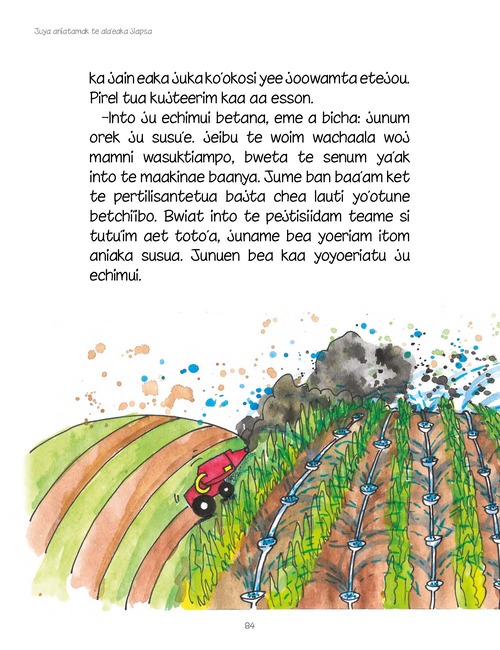 Juya aniatamak te ala'eaka jiapsa
ka jain eaka juka ko'okosi yee joowamta etejou.
Pirel tua kujteerim kaa aa esson.
–Into ju echimui betana, eme a bicha: junum
orek ju susu'e. jeibu te woim wachaala woj
mamni wasuktiampo, bweta te senum ya'ak
into te maakinae baanya. Jume ban baa'am ket
te pertilisantetua bajta chea lauti yo'otune
betchiibo. Bwiat into te pejtisiidam teame si
tutu'im aet toto'a, juname bea yoeriam itom
aniaka susua. Junuen bea kaa yoyoeriatu ju
echimui.
84